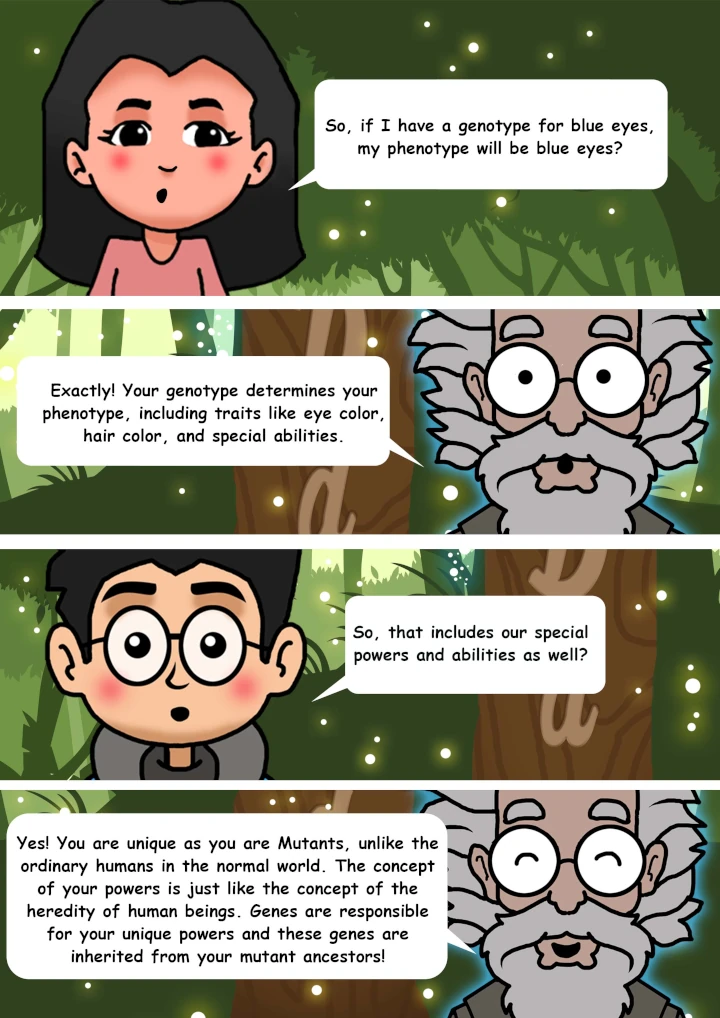 So, if I have a genotype for blue eyes,
my phenotype will be blue eyes?
Exactly! Your genotype determines your
phenotype, including traits like eye color,
hair color, and special abilities.
So, that includes our special
powers and abilities as well?
Yes! You are unique as you are Mutants, unlike the
ordinary humans in the normal world. The concept
of your powers is just like the concept of the
heredity of human beings. Genes are responsible
for your unique powers and these genes are
inherited from your mutant ancestors!